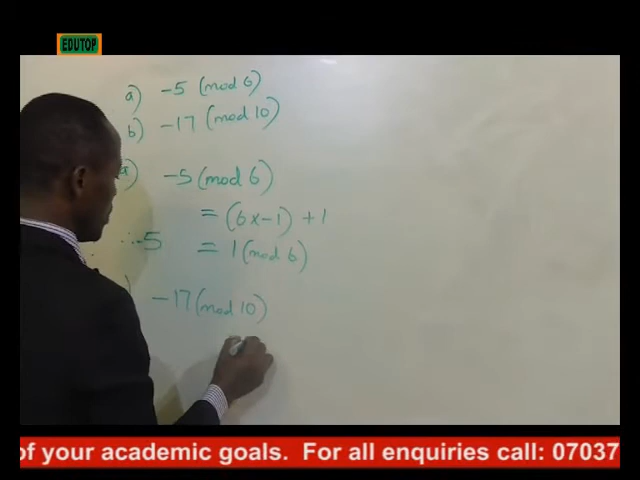 EDUTOP
a) -5 (mod 6)
b) -17 (mod 10)
a) -5 (mod 6)
= (6x-1) + 1
∴ -5 = 1 (mod 6)
) -17 (mod 10)
of your academic goals. For all enquiries call: 07037